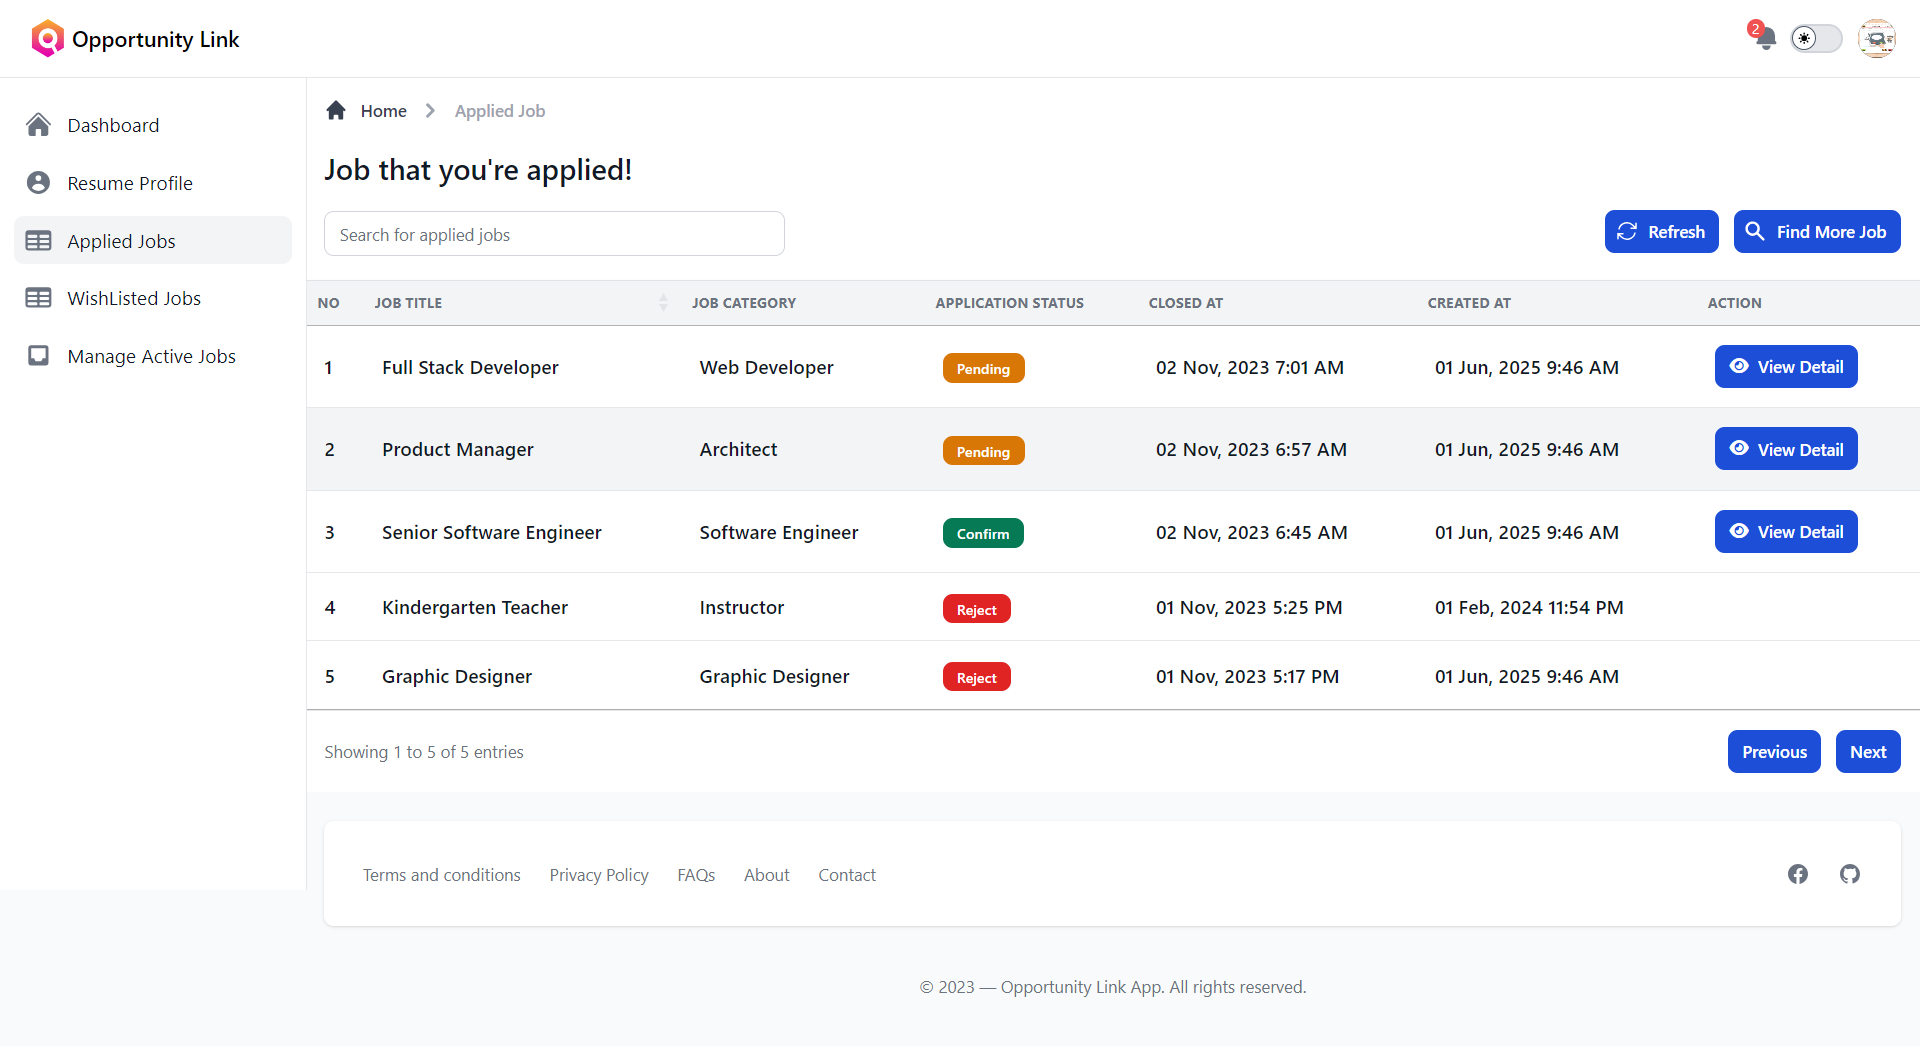 Opportunity Link
2
Dashboard
Resume Profile
Applied Jobs
WishListed Jobs
Manage Active Jobs
Home Applied Job
Job that you're applied!
Search for applied jobs
Refresh Find More Job
NO JOB TITLE JOB CATEGORY APPLICATION STATUS CLOSED AT CREATED AT ACTION
1 Full Stack Developer Web Developer Pending 02 Nov, 2023 7:01 AM 01 Jun, 2025 9:46 AM View Detail
2 Product Manager Architect Pending 02 Nov, 2023 6:57 AM 01 Jun, 2025 9:46 AM View Detail
3 Senior Software Engineer Software Engineer Confirm 02 Nov, 2023 6:45 AM 01 Jun, 2025 9:46 AM View Detail
4 Kindergarten Teacher Instructor Reject 01 Nov, 2023 5:25 PM 01 Feb, 2024 11:54 PM
5 Graphic Designer Graphic Designer Reject 01 Nov, 2023 5:17 PM 01 Jun, 2025 9:46 AM
Showing 1 to 5 of 5 entries
Previous Next
Terms and conditions Privacy Policy FAQs About Contact
© 2023 — Opportunity Link App. All rights reserved.